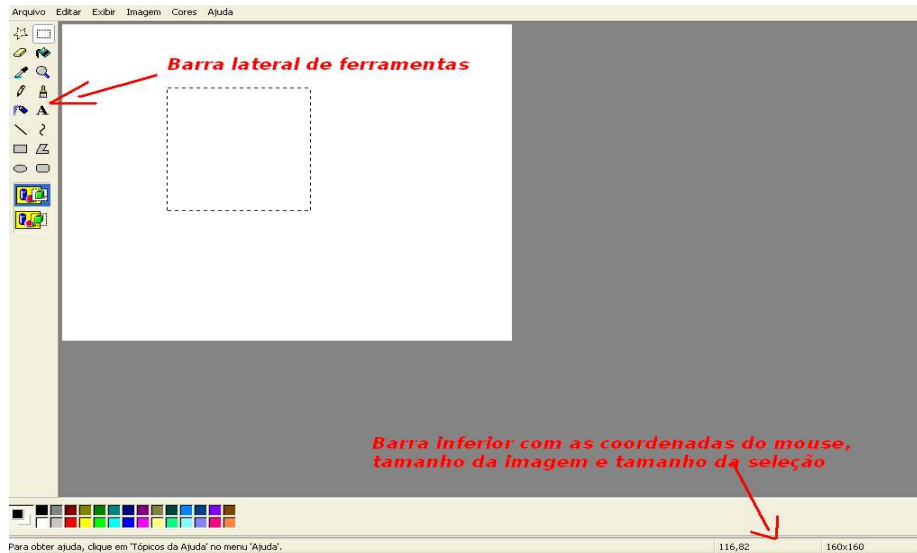 Arquivo Editar Exibir Imagem Cores Ajuda
Barra lateral de ferramentas
A
Barra inferior com as coordenadas do mouse,
tamanho da imagem e tamanho da seleção
Para obter ajuda, clique em 'Tópicos da Ajuda' no menu 'Ajuda'. 116,82 160x160